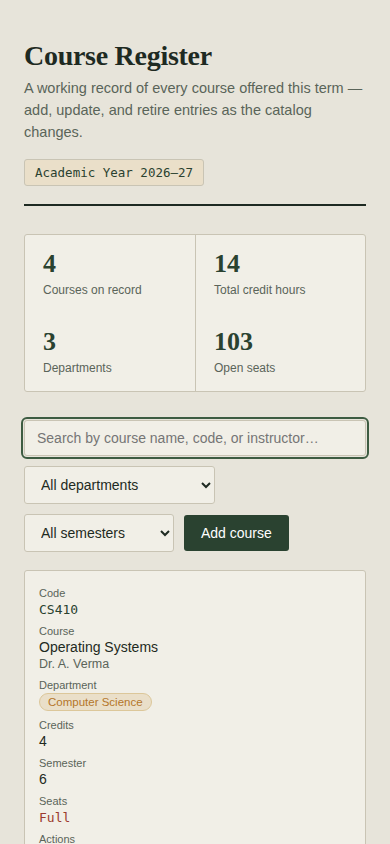 Course Register
A working record of every course offered this term —
add, update, and retire entries as the catalog
changes.
Academic Year 2026–27
4
Courses on record
14
Total credit hours
3
Departments
103
Open seats
Search by course name, code, or instructor…
All departments
All semesters
Add course
Code
CS410
Course
Operating Systems
Dr. A. Verma
Department
Computer Science
Credits
4
Semester
6
Seats
Full
Actions